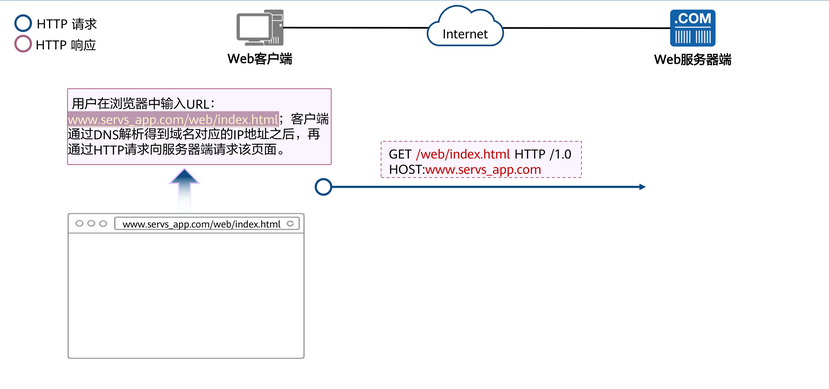 HTTP 请求
HTTP 响应
Web客户端
Internet
.COM
Web服务器端
用户在浏览器中输入URL：
www.servs_app.com/web/index.html；客户端
通过DNS解析得到域名对应的IP地址之后，再
通过HTTP请求向服务器端请求该页面。
GET /web/index.html HTTP /1.0
HOST:www.servs_app.com
www.servs_app.com/web/index.html